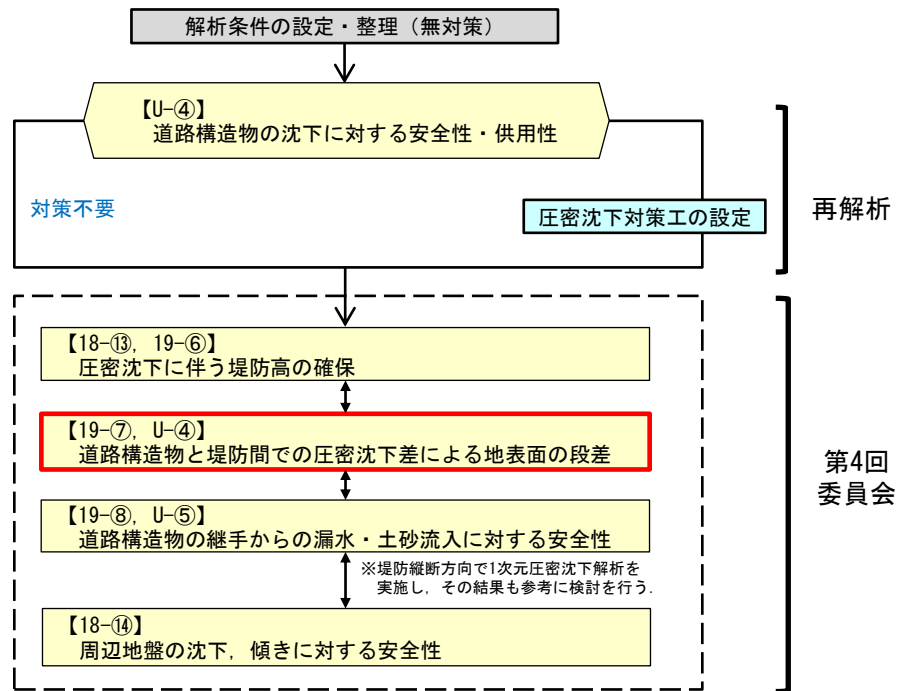 解析条件の設定・整理（無対策）
【U-④】
道路構造物の沈下に対する安全性・供用性
対策不要
圧密沈下対策工の設定
再解析
【18-⑬, 19-⑥】
圧密沈下に伴う堤防高の確保
【19-⑦, U-④】
道路構造物と堤防間での圧密沈下差による地表面の段差
【19-⑧, U-⑤】
道路構造物の継手からの漏水・土砂流入に対する安全性
※堤防縦断方向で1次元圧密沈下解析を
実施し, その結果も参考に検討を行う.
【18-⑭】
周辺地盤の沈下, 傾きに対する安全性
第4回
委員会